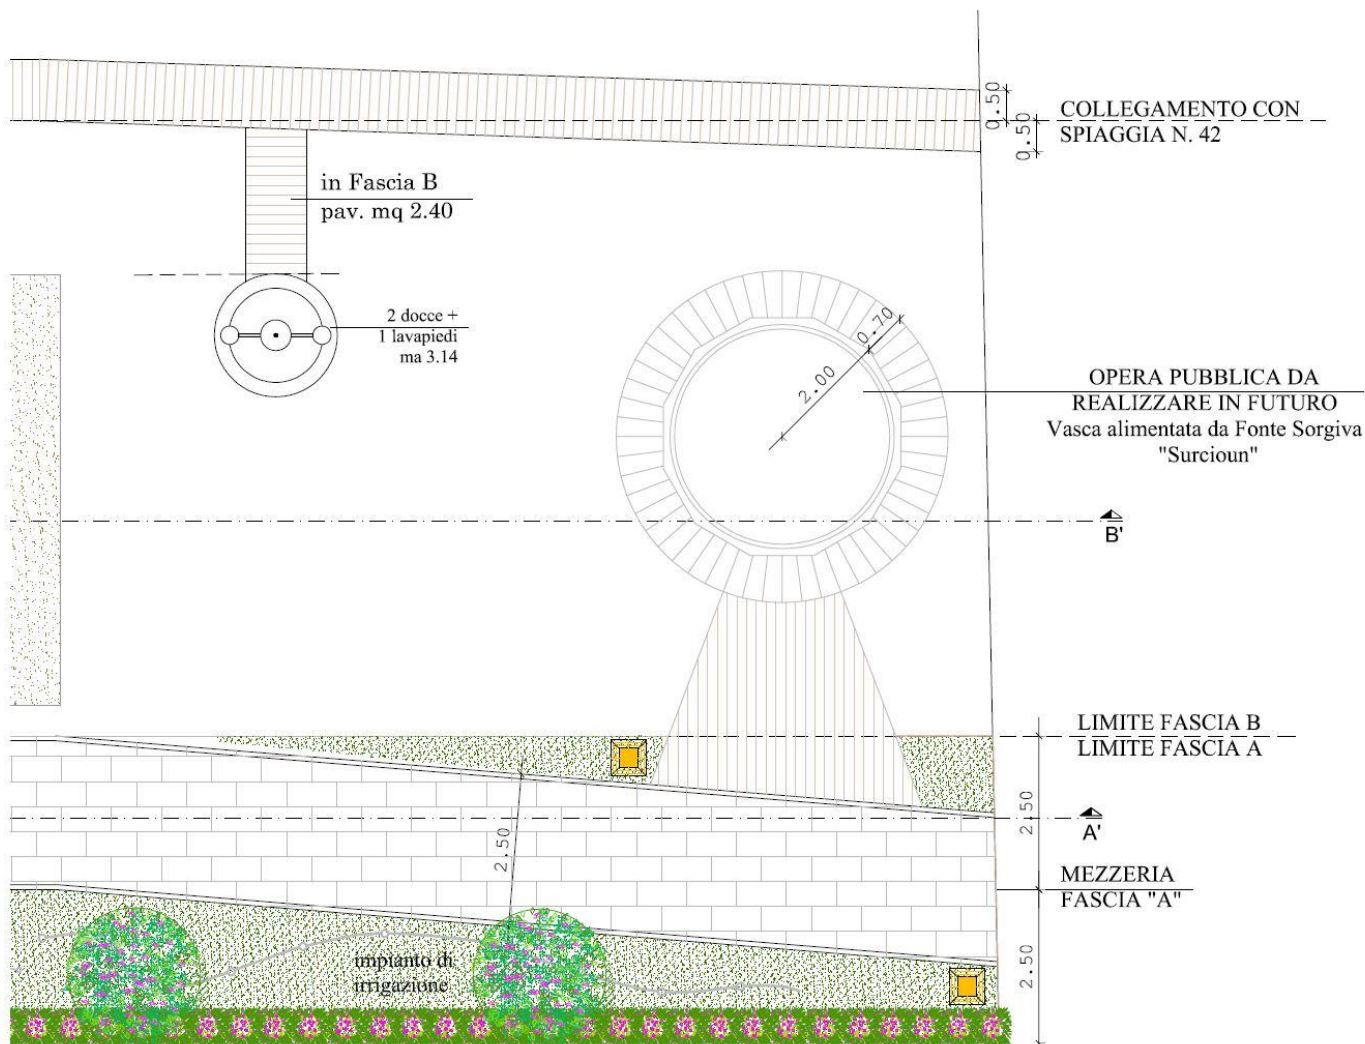 0.50
0.50
COLLEGAMENTO CON
SPIAGGIA N. 42
in Fascia B
pav. mq 2.40
2 docce +
1 lavapiedi
ma 3.14
0.70
2.00
OPERA PUBBLICA DA
REALIZZARE IN FUTURO
Vasca alimentata da Fonte Sorgiva
"Surcioun"
B'
LIMITE FASCIA B
LIMITE FASCIA A
2.50
A'
2.50
MEZZERIA
FASCIA "A"
impianto di
irrigazione
2.50